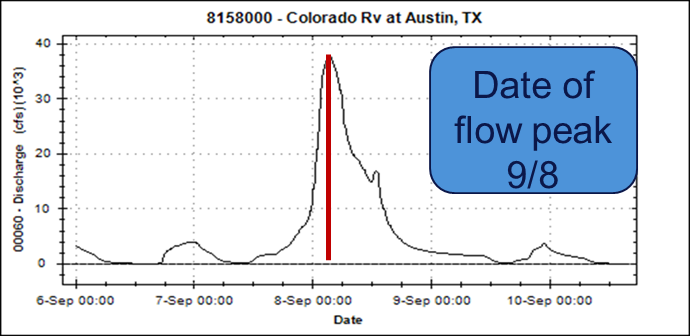 8158000 - Colorado Rv at Austin, TX
00060 - Discharge (cfs)(10^3)
40
30
20
10
0
Date of
flow peak
9/8
6-Sep 00:00 7-Sep 00:00 8-Sep 00:00 9-Sep 00:00 10-Sep 00:00
Date